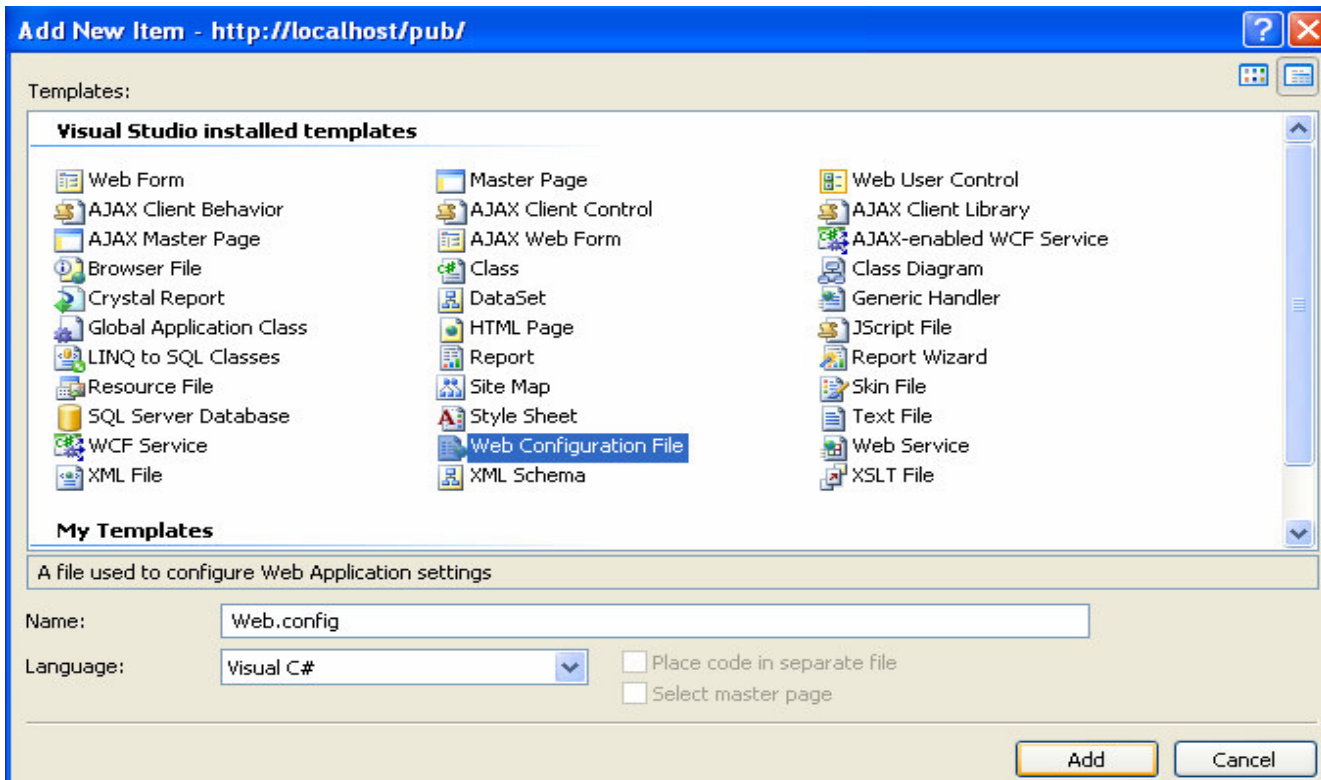 Add New Item - http://localhost/pub/
Templates:
Visual Studio installed templates
Web Form Master Page Web User Control
AJAX Client Behavior AJAX Client Control AJAX Client Library
AJAX Master Page AJAX Web Form AJAX-enabled WCF Service
Browser File Class Class Diagram
Crystal Report DataSet Generic Handler
Global Application Class HTML Page JScript File
LINQ to SQL Classes Report Report Wizard
Resource File Site Map Skin File
SQL Server Database Style Sheet Text File
WCF Service Web Configuration File Web Service
XML File XML Schema XSLT File
My Templates
A file used to configure Web Application settings
Name: Web.config
Language: Visual C# Place code in separate file
Select master page
Add Cancel